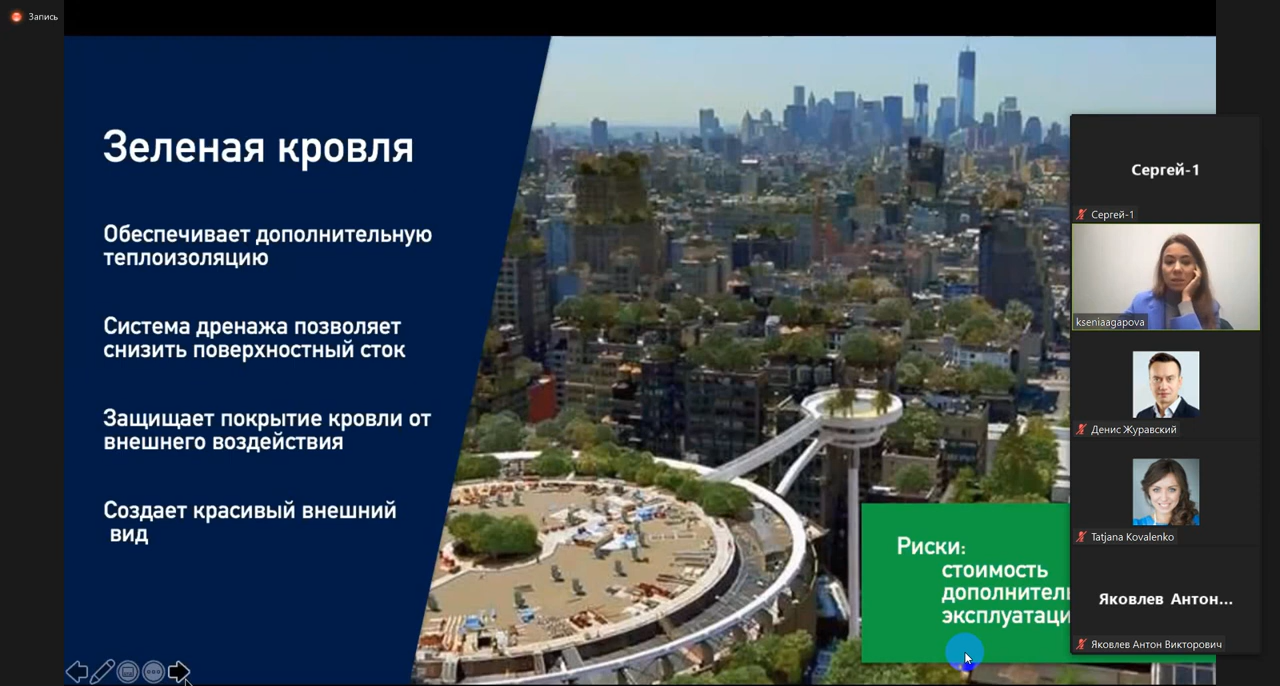 Запись
Зеленая кровля
Обеспечивает дополнительную
теплоизоляцию
Система дренажа позволяет
снизить поверхностный сток
Защищает покрытие кровли от
внешнего воздействия
Создает красивый внешний
вид
Риски:
стоимость
Сергей-1
Сергей-1
kseniaagapova
Денис Журавский
Tatjana Kovalenko
Яковлев Антон...
Яковлев Антон Викторович